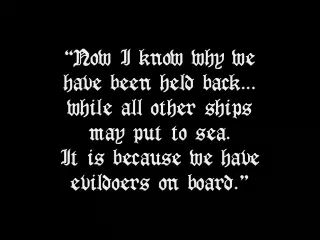 “Now I know why we
have been held back...
while all other ships
may put to sea.
It is because we have
evildoers on board.”